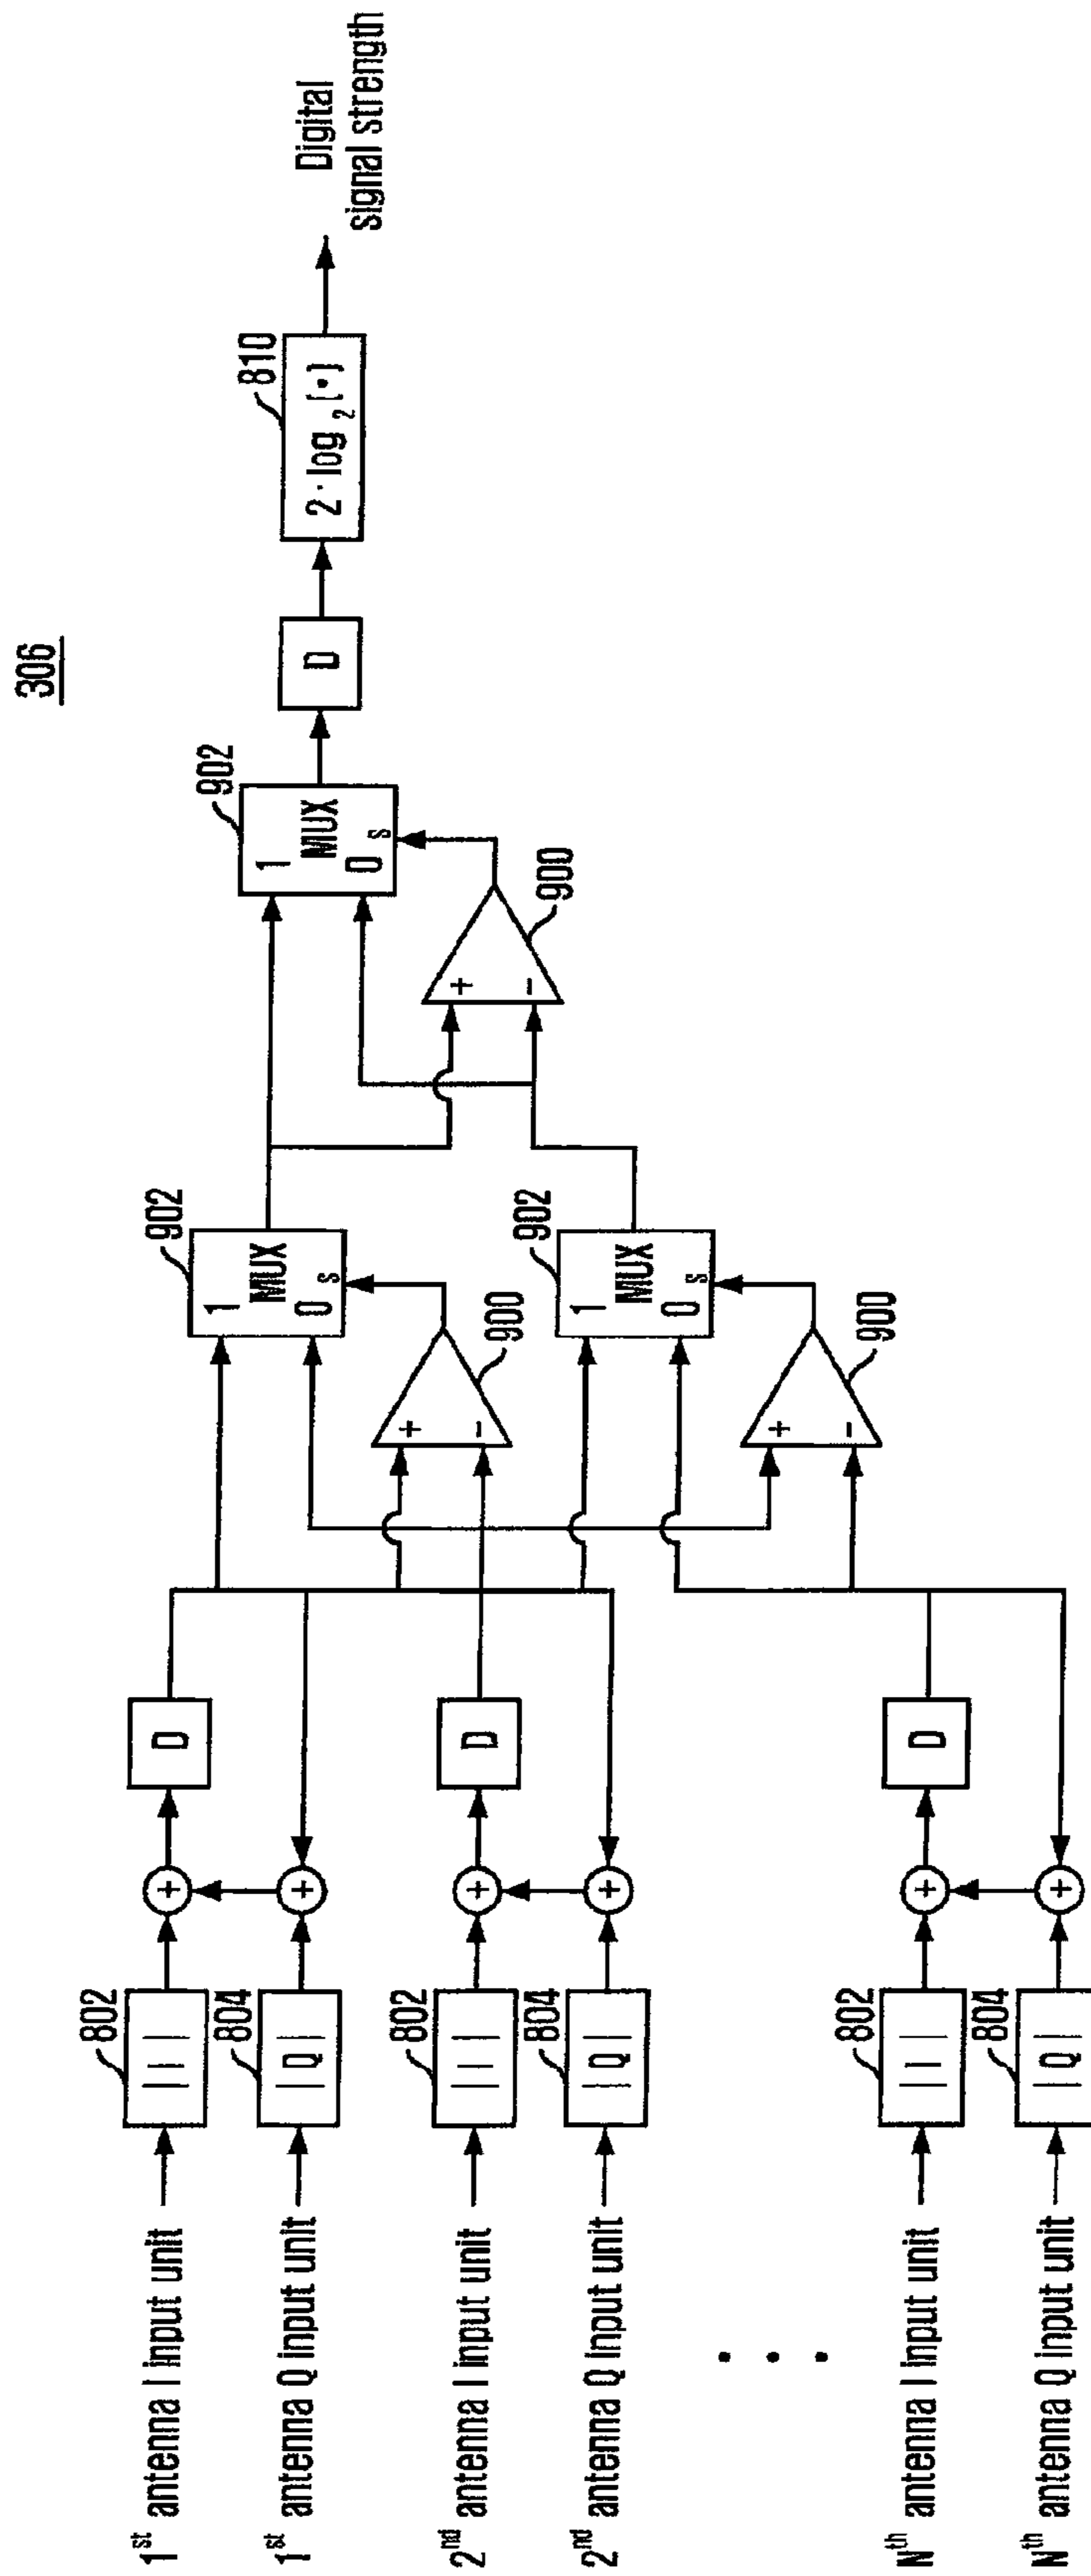 306
1st antenna I input unit
802
| I |
1st antenna Q input unit
804
| Q |
+
+
D
2nd antenna I input unit
802
| I |
2nd antenna Q input unit
804
| Q |
+
+
D
. . .
Nth antenna I input unit
802
| I |
Nth antenna Q input unit
804
| Q |
+
+
D
+
-
900
1
MUX
0 s
902
+
-
900
1
MUX
0 s
902
+
-
900
1
MUX
0 s
902
D
2 · log 2 [ • ]
810
Digital
signal strength